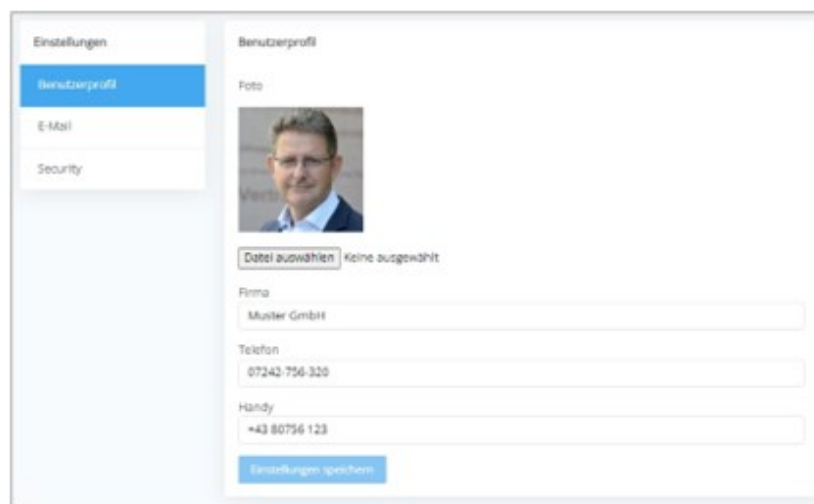 Einstellungen
Benutzerprofil
E-Mail
Security
Benutzerprofil
Foto
Datei auswählen Keine ausgewählt
Firma
Muster GmbH
Telefon
07242-756-320
Handy
+43 80756 123
Einstellungen speichern